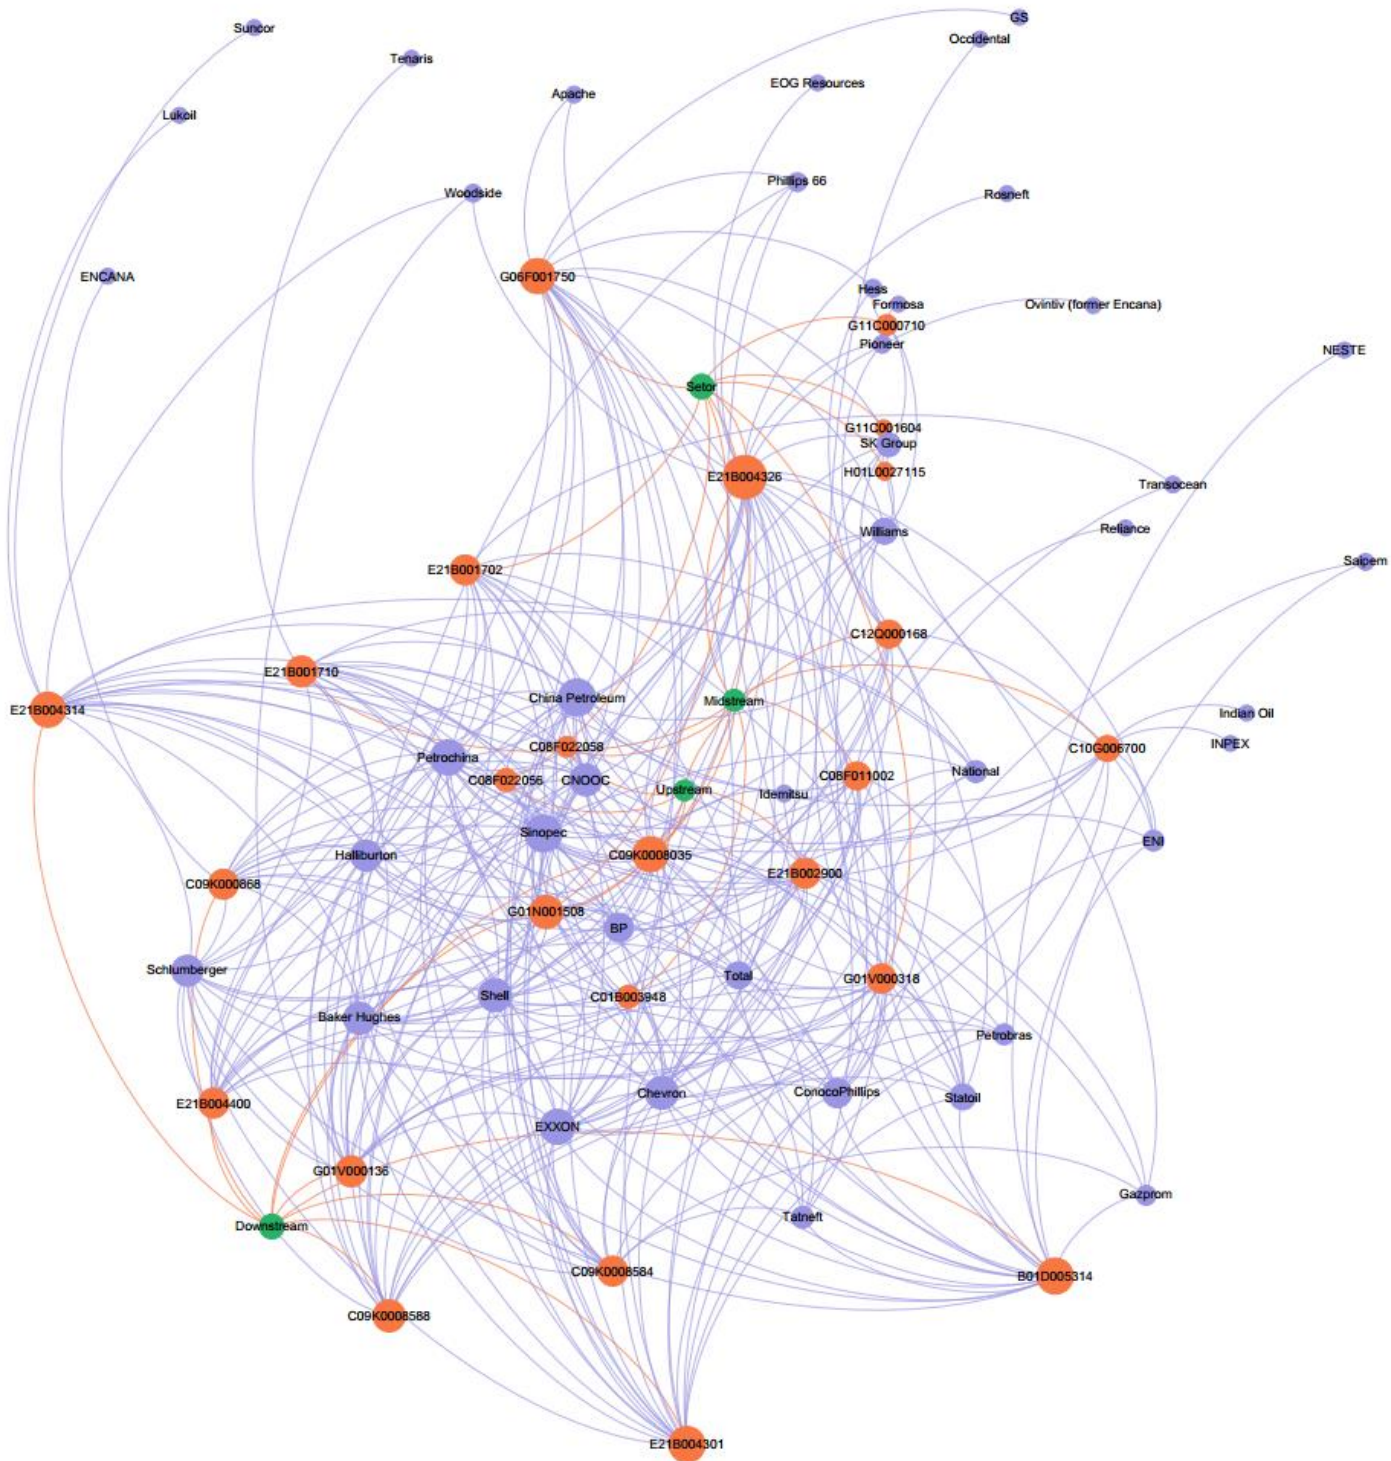 GS
Suncor
Occidental
Tenaris
EOG Resources
Apache
Lukoil
Phillips 66
Woodside
Rosneft
ENCANA
G06F001750
Hess
Formosa
Ovintiv (former Encana)
G11C000710
Pioneer
NESTE
Setor
G11C001604
SK Group
H01L0027115
E21B004326
Transocean
Reliance
Williams
Saipem
E21B001702
C12Q000168
E21B001710
China Petroleum
Midstream
E21B004314
Indian Oil
C08F022058
C10G006700
INPEX
Petrochina
C08F022056
CNOOC
C08F011002
National
Upstream
Idemitsu
Sinopec
ENI
Halliburton
C09K0008035
E21B002900
C09K000868
G01N001508
BP
Schlumberger
Total
G01V000318
Shell
C01B003948
Baker Hughes
Petrobras
Chevron
ConocoPhillips
Statoil
E21B004400
EXXON
G01V000136
Gazprom
Tatneft
Downstream
C09K0008584
B01D005314
C09K0008588
E21B004301